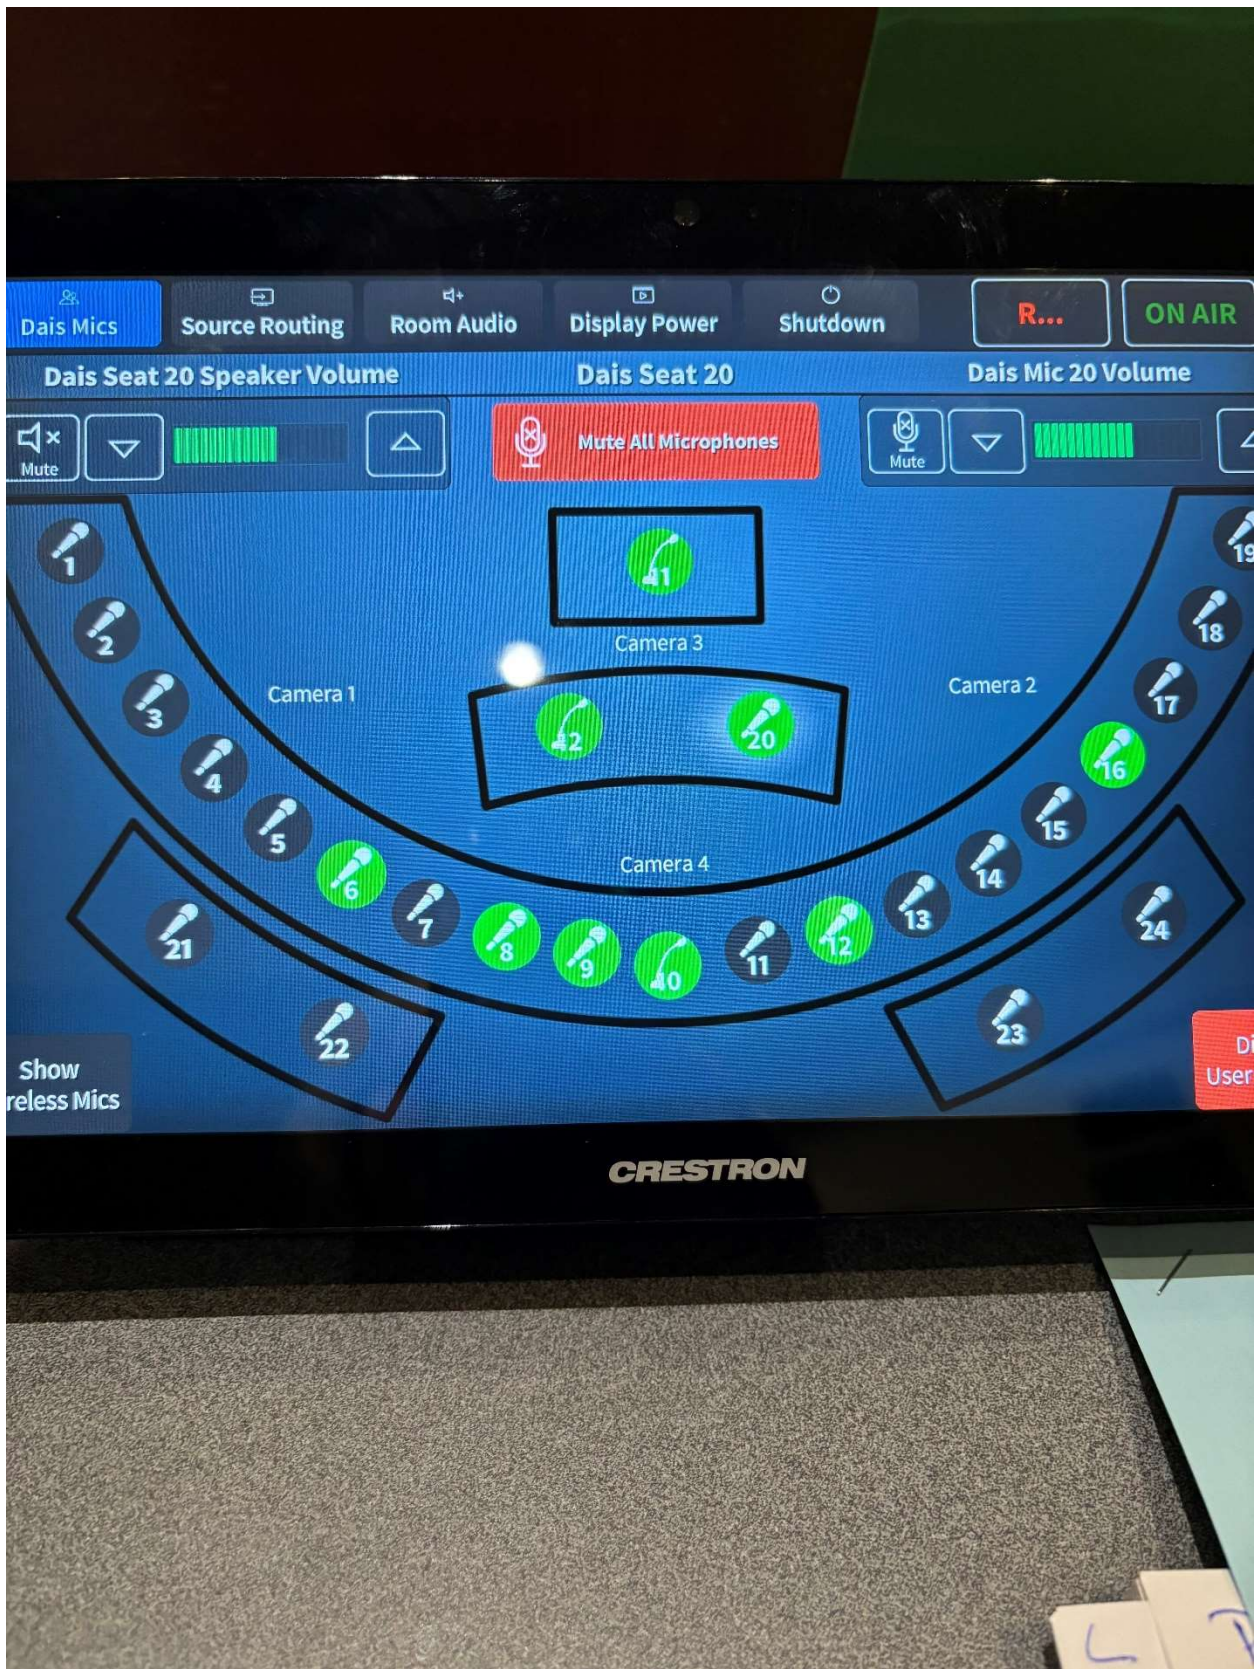 Dais Mics
Source Routing
Room Audio
Display Power
Shutdown
R...
ON AIR
Dais Seat 20 Speaker Volume
Dais Seat 20
Dais Mic 20 Volume
Mute
Mute All Microphones
Mute
1
2
3
4
5
6
7
8
9
40
11
12
13
14
15
16
17
18
19
41
Camera 3
Camera 1
Camera 2
42
20
Camera 4
21
22
23
24
Show
reless Mics
Di
User
CRESTRON
L